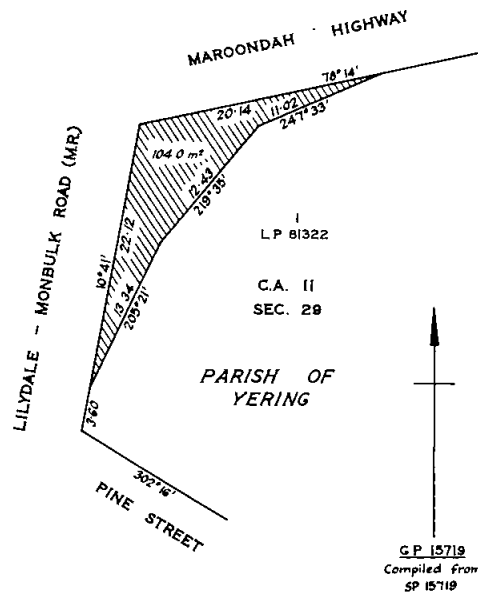 MAROONDAH HIGHWAY
78°14'
20·14
11·02
247°33'
104·0 m²
12·43
219°35'
LILYDALE – MONBULK ROAD (M.R.)
22·12
10°41'
13·34
205°21'
1
L P 81322
C.A. 11
SEC. 29
PARISH OF
YERING
3·60
302°16'
PINE STREET
G P 15719
Compiled from
SP 15719